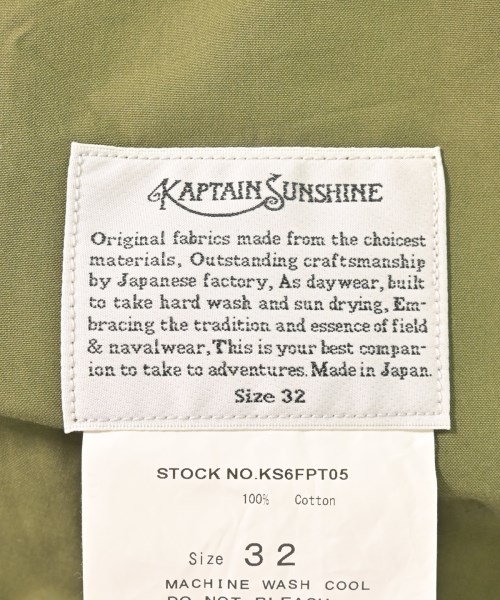 KAPTAIN SUNSHINE
Original fabrics made from the choicest
materials, Outstanding craftsmanship
by Japanese factory, As daywear, built
to take hard wash and sun drying, Em-
bracing the tradition and essence of field
& navalwear, This is your best compan-
ion to take to adventures. Made in Japan.
Size 32
STOCK NO.KS6FPT05
100% Cotton
Size 32
MACHINE WASH COOL
DO NOT BLEACH